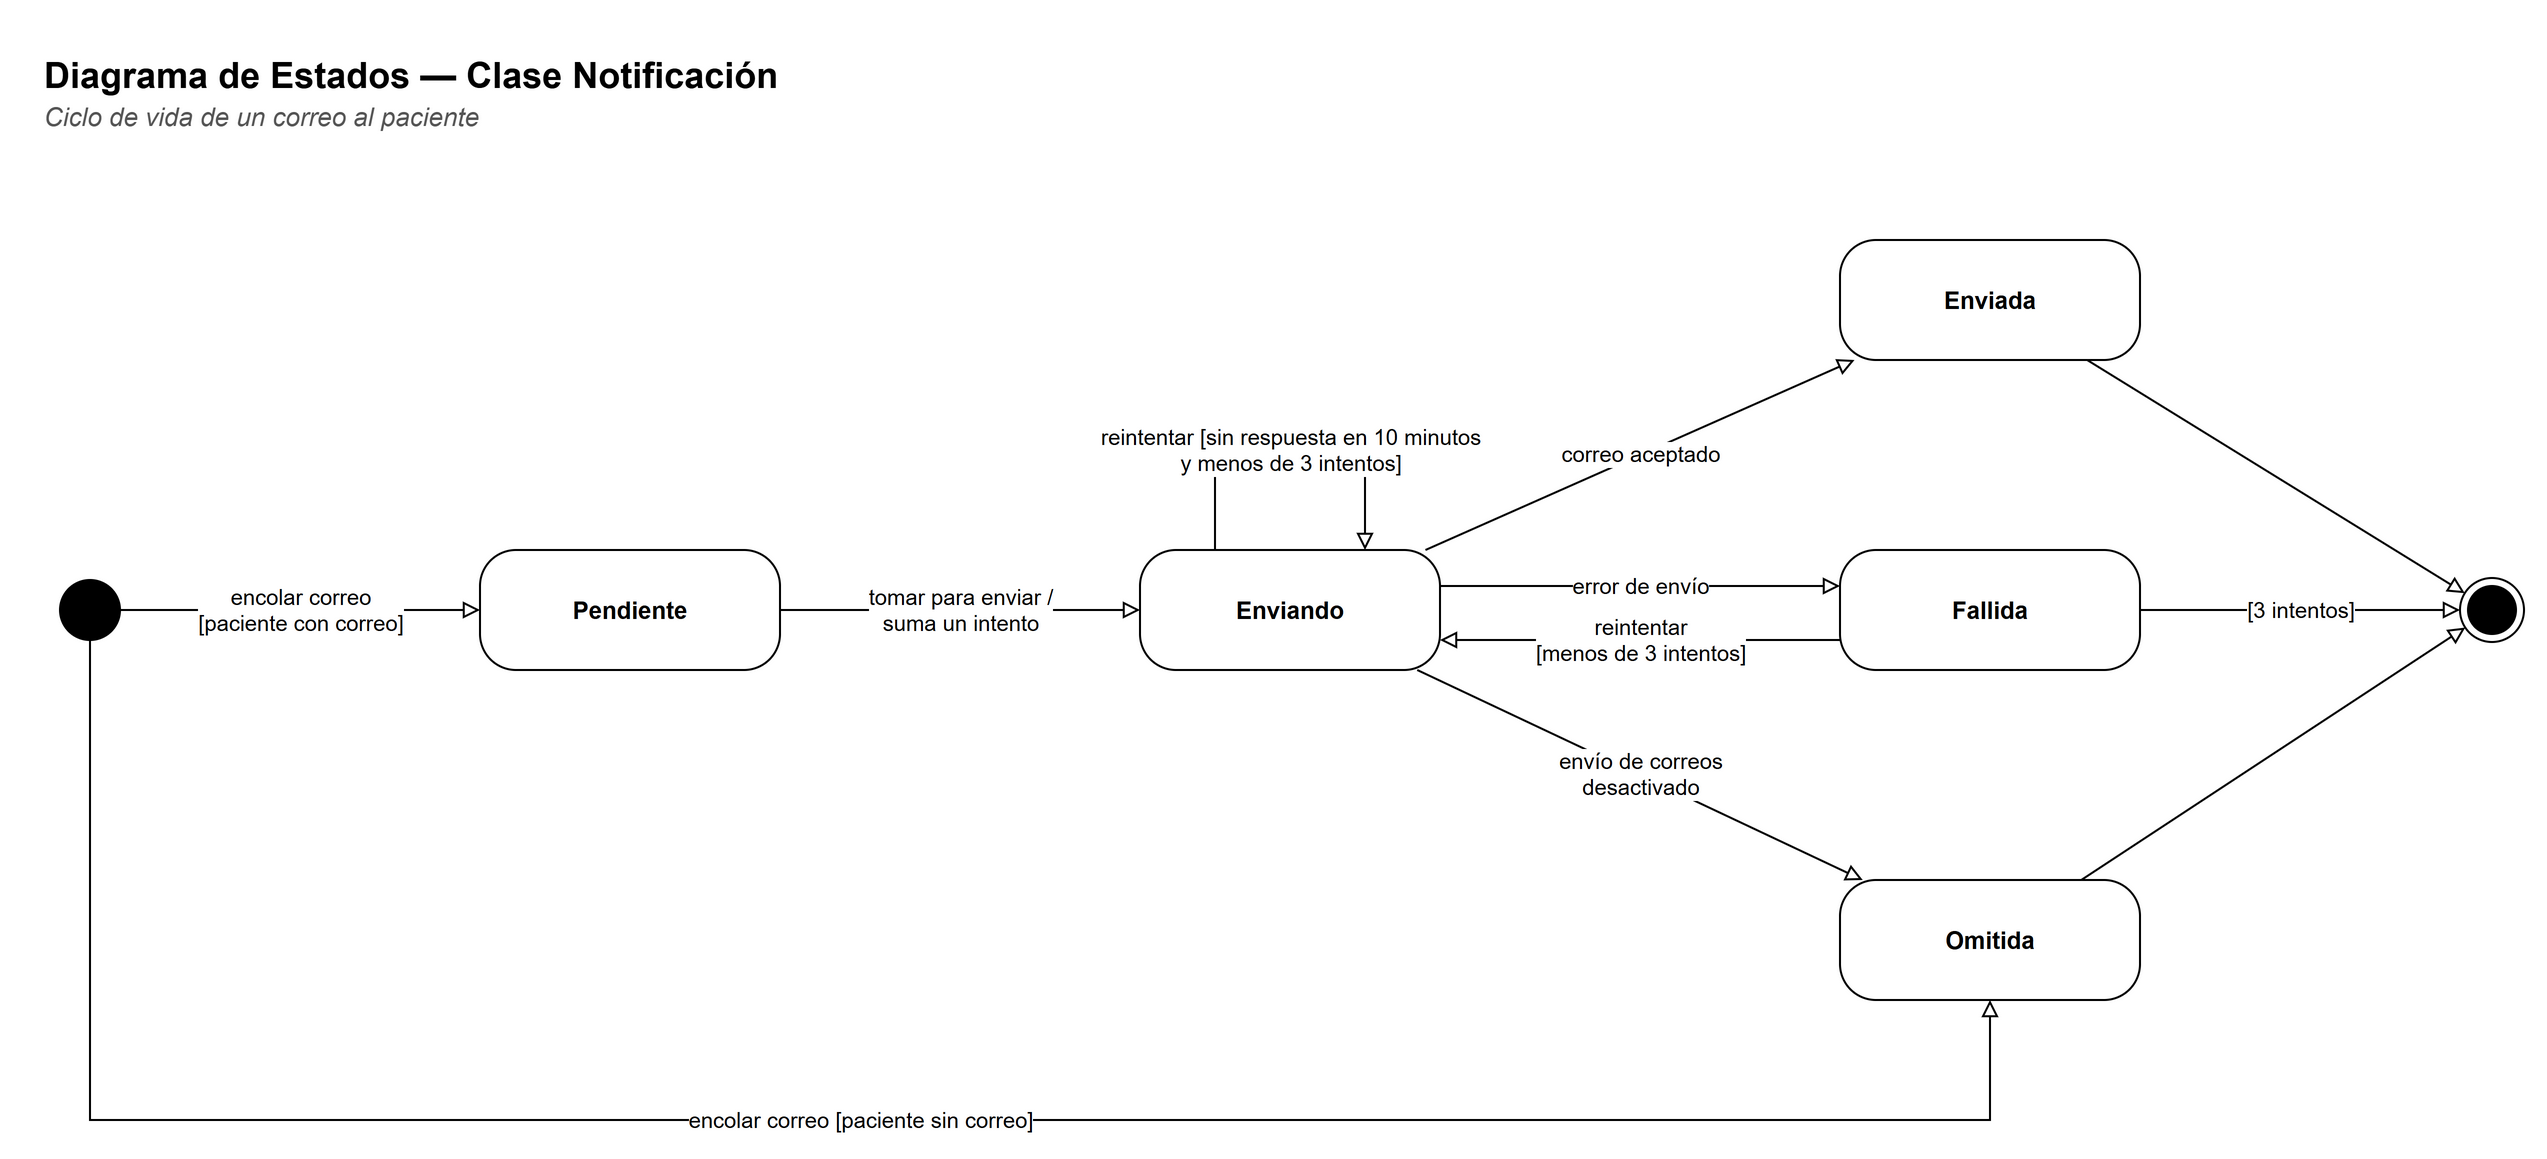 Diagrama de Estados — Clase Notificación
Ciclo de vida de un correo al paciente
Enviada
reintentar [sin respuesta en 10 minutos
y menos de 3 intentos]
correo aceptado
encolar correo
[paciente con correo]
Pendiente
tomar para enviar /
suma un intento
Enviando
error de envío
reintentar
[menos de 3 intentos]
Fallida
[3 intentos]
envío de correos
desactivado
Omitida
encolar correo [paciente sin correo]